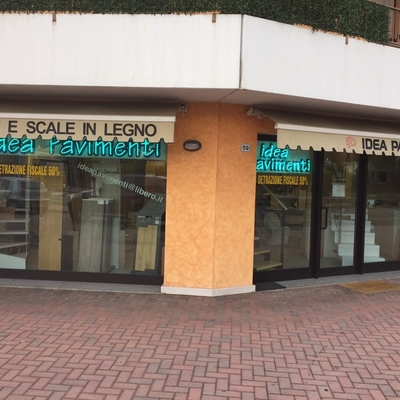 E SCALE IN LEGNO
idea Pavimenti
DETRAZIONE FISCALE 50%
ideapavimenti@libero.it
59
IDEA PA
idea
pavimenti
DETRAZIONE FISCALE 50%